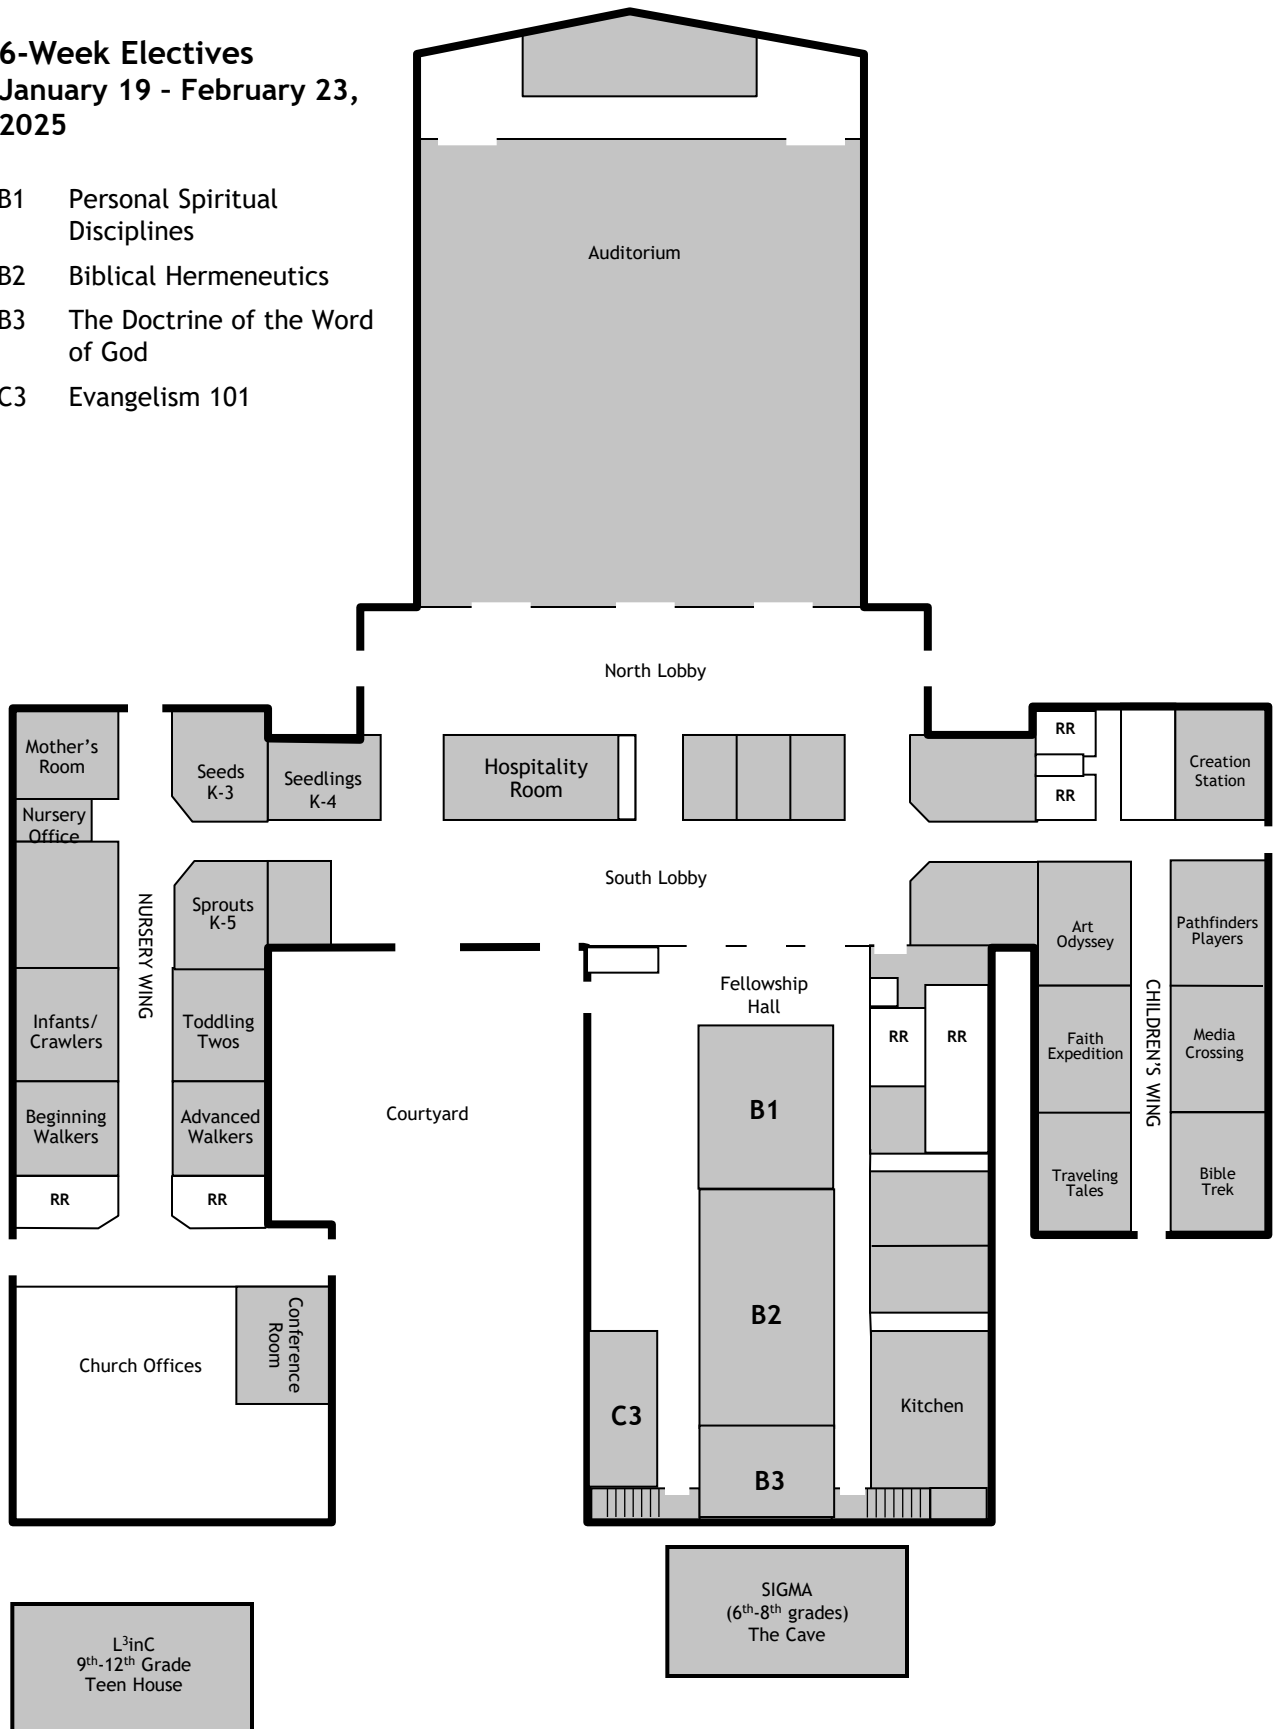 6-Week Electives
January 19 - February 23,
2025
B1 Personal Spiritual
Disciplines
B2 Biblical Hermeneutics
B3 The Doctrine of the Word
of God
C3 Evangelism 101
Auditorium
North Lobby
Mother's
Room
Nursery
Office
Seeds
K-3
Seedlings
K-4
Hospitality
Room
RR
RR
Creation
Station
South Lobby
NURSERY WING
Sprouts
K-5
Infants/
Crawlers
Toddling
Twos
Beginning
Walkers
Advanced
Walkers
RR
RR
Courtyard
Fellowship
Hall
B1
B2
B3
C3
RR
RR
Kitchen
Art
Odyssey
Pathfinders
Players
Faith
Expedition
CHILDREN'S WING
Media
Crossing
Traveling
Tales
Bible
Trek
Church Offices
Conference
Room
SIGMA
(6th-8th grades)
The Cave
L³inC
9th-12th Grade
Teen House